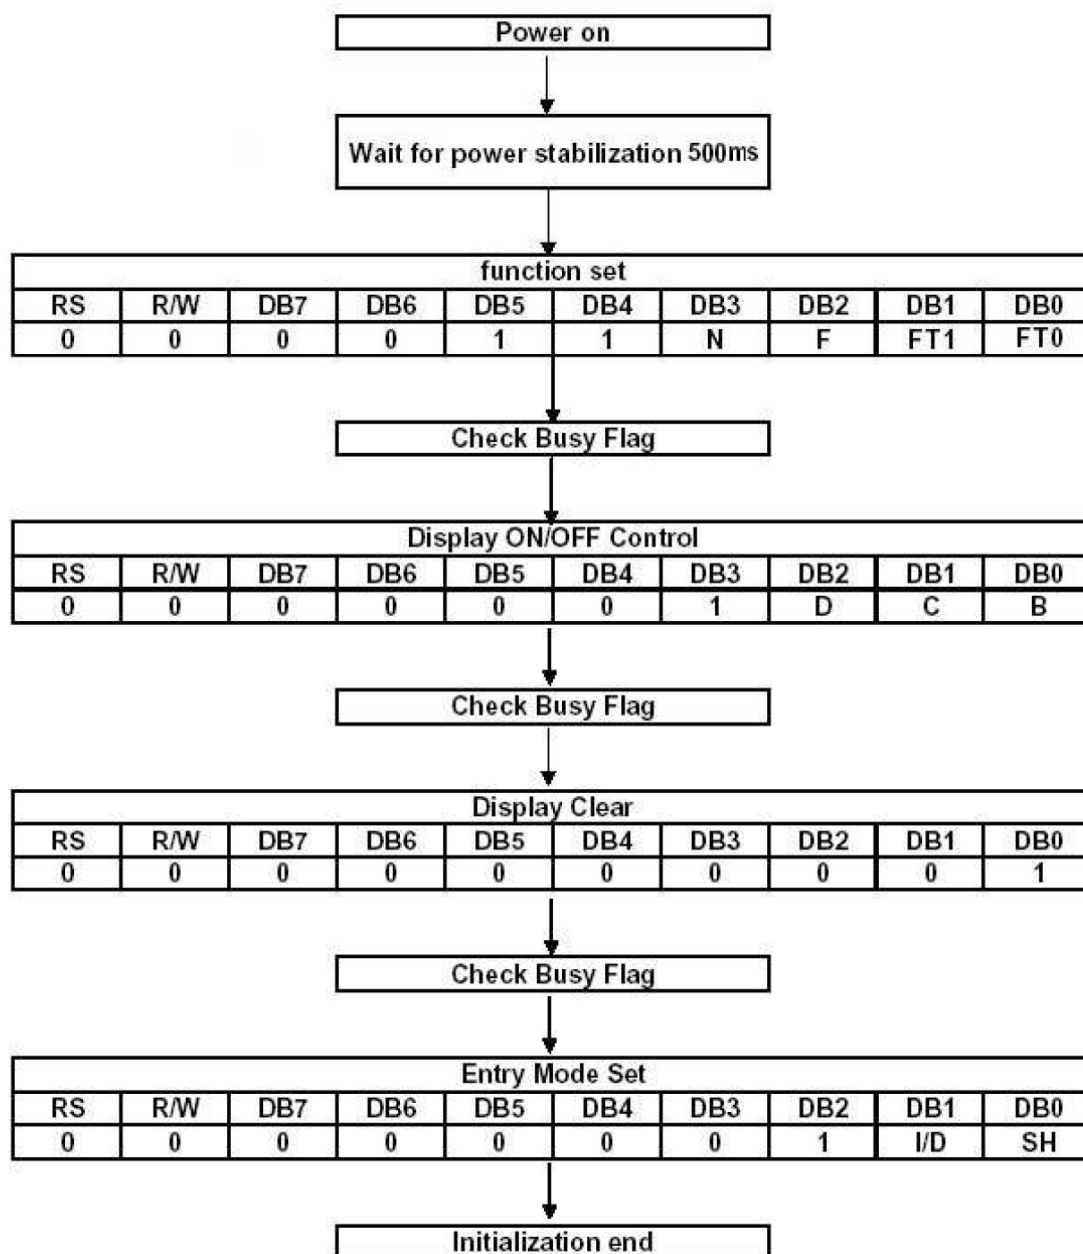 Power on
Wait for power stabilization 500ms
function set
RS R/W DB7 DB6 DB5 DB4 DB3 DB2 DB1 DB0
0 0 0 0 1 1 N F FT1 FT0
Check Busy Flag
Display ON/OFF Control
RS R/W DB7 DB6 DB5 DB4 DB3 DB2 DB1 DB0
0 0 0 0 0 0 1 D C B
Check Busy Flag
Display Clear
RS R/W DB7 DB6 DB5 DB4 DB3 DB2 DB1 DB0
0 0 0 0 0 0 0 0 0 1
Check Busy Flag
Entry Mode Set
RS R/W DB7 DB6 DB5 DB4 DB3 DB2 DB1 DB0
0 0 0 0 0 0 0 1 I/D SH
Initialization end